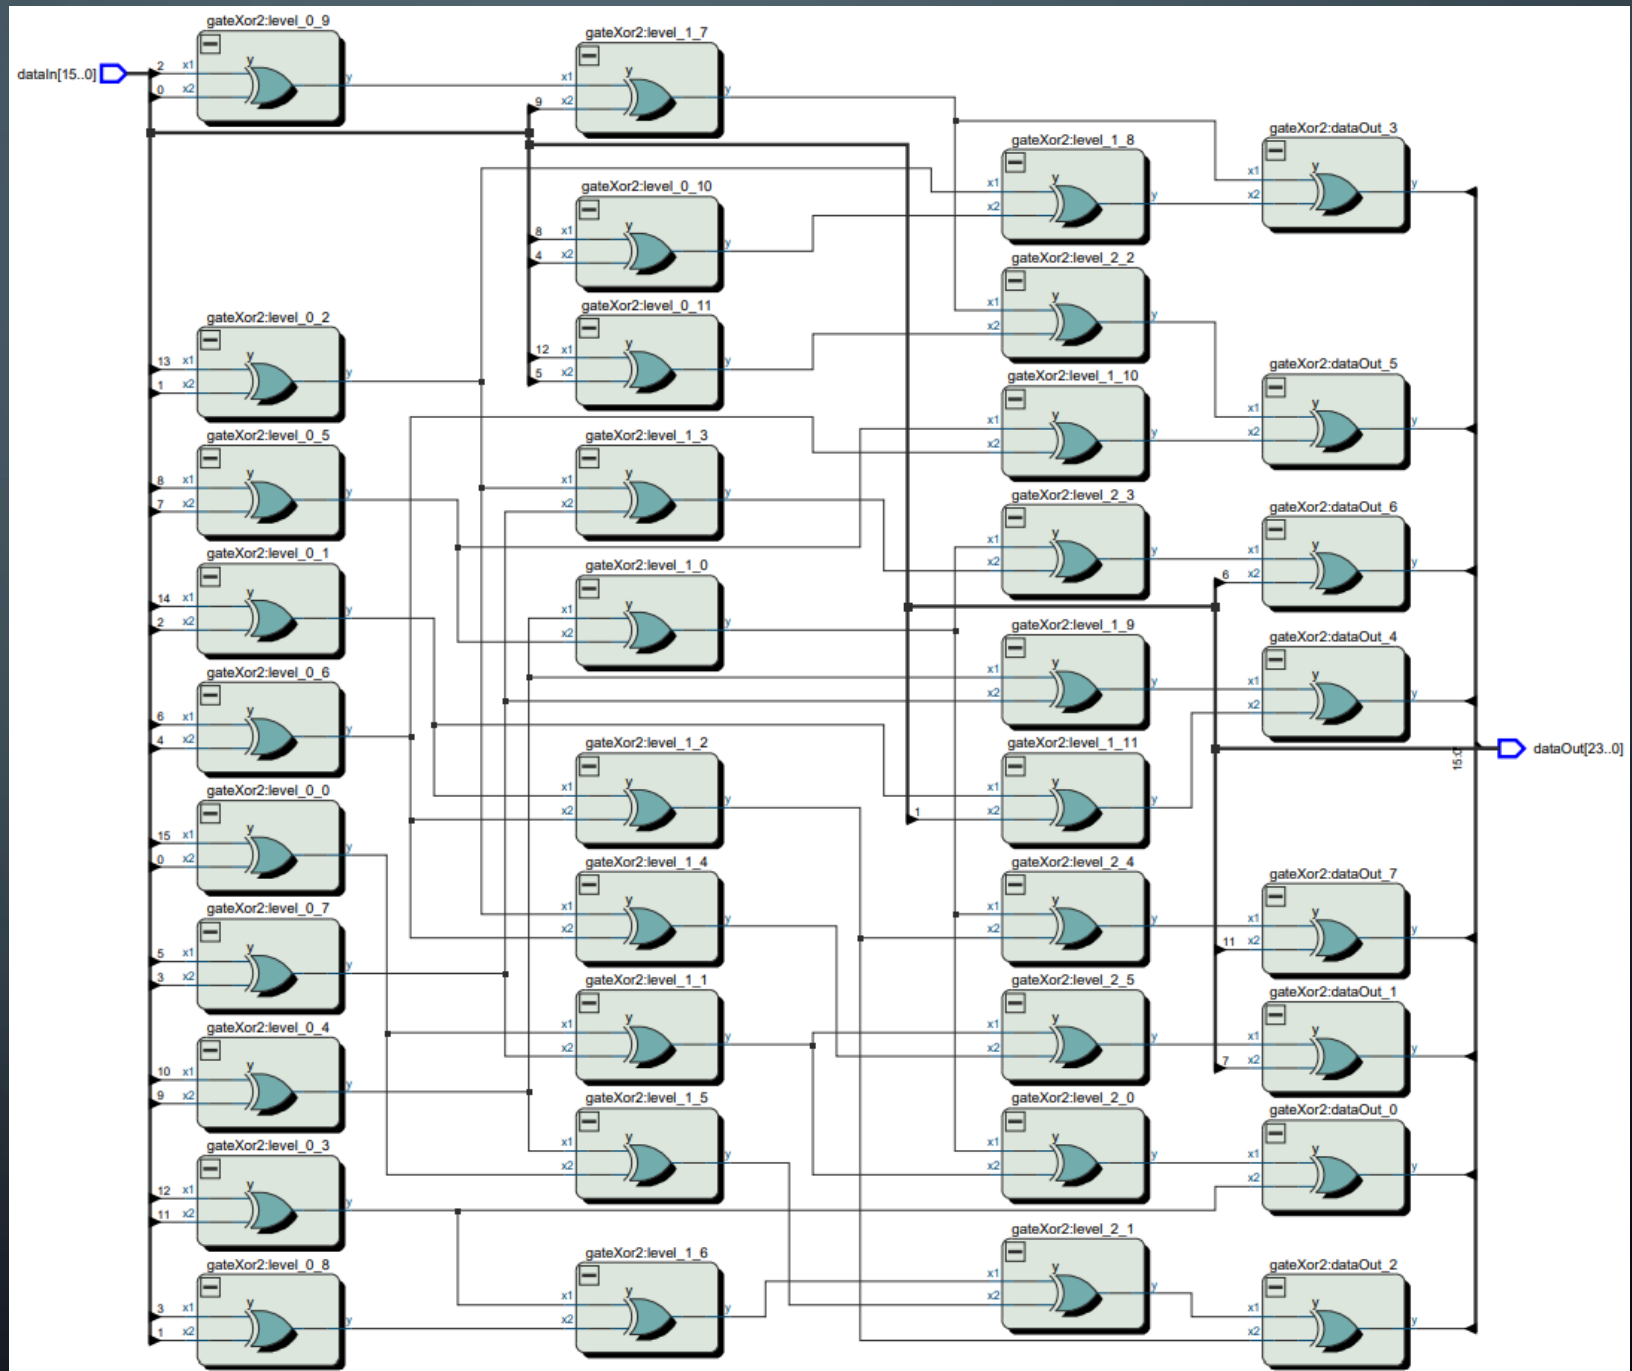 gateXor2:level_0_9
dataIn[15..0]
2 x1 y y
0 x2
gateXor2:level_1_7
x1 y y
9 x2
gateXor2:dataOut_3
x1 y y
x2
gateXor2:level_1_8
x1 y y
x2
gateXor2:level_0_10
8 x1 y y
4 x2
gateXor2:level_2_2
x1 y y
x2
gateXor2:level_0_11
12 x1 y y
5 x2
gateXor2:level_0_2
13 x1 y y
1 x2
gateXor2:dataOut_5
x1 y y
x2
gateXor2:level_1_10
x1 y y
x2
gateXor2:level_0_5
8 x1 y y
7 x2
gateXor2:level_1_3
x1 y y
x2
gateXor2:level_2_3
x1 y y
x2
gateXor2:dataOut_6
x1 y y
6 x2
gateXor2:level_0_1
14 x1 y y
2 x2
gateXor2:level_1_0
x1 y y
x2
gateXor2:level_1_9
x1 y y
x2
gateXor2:dataOut_4
x1 y y
x2
gateXor2:level_0_6
6 x1 y y
4 x2
gateXor2:level_1_2
x1 y y
x2
gateXor2:level_1_11
x1 y y
1 x2
dataOut[23..0]
gateXor2:level_0_0
15 x1 y y
0 x2
gateXor2:level_1_4
x1 y y
x2
gateXor2:level_2_4
x1 y y
x2
gateXor2:dataOut_7
x1 y y
11 x2
gateXor2:level_0_7
5 x1 y y
3 x2
gateXor2:level_1_1
x1 y y
x2
gateXor2:level_2_5
x1 y y
x2
gateXor2:dataOut_1
x1 y y
7 x2
gateXor2:level_0_4
10 x1 y y
9 x2
gateXor2:level_1_5
x1 y y
x2
gateXor2:level_2_0
x1 y y
x2
gateXor2:dataOut_0
x1 y y
x2
gateXor2:level_0_3
12 x1 y y
11 x2
gateXor2:level_1_6
x1 y y
x2
gateXor2:level_2_1
x1 y y
x2
gateXor2:dataOut_2
x1 y y
x2
gateXor2:level_0_8
3 x1 y y
1 x2